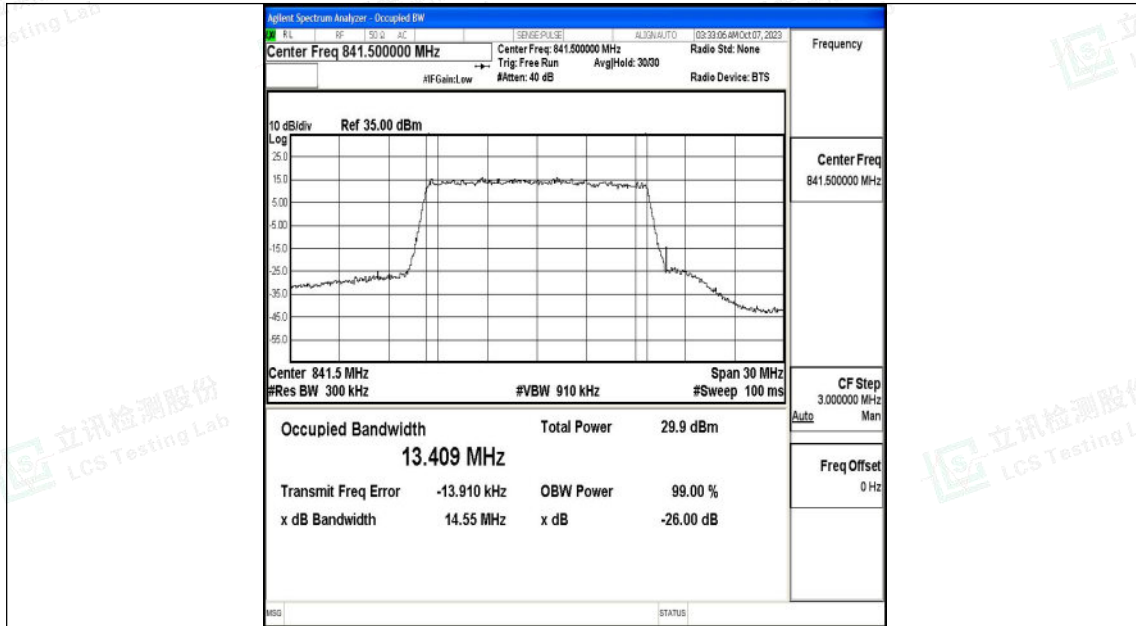 Agilent Spectrum Analyzer - Occupied BW
RL RF 50 Ω AC SENSE:PULSE ALIGNAUTO 03:33:06 AM Oct 07, 2023
Center Freq 841.500000 MHz
Center Freq: 841.500000 MHz
Radio Std: None
Trig: Free Run Avg|Hold: 30/30
#IFGain:Low
#Atten: 40 dB
Radio Device: BTS
10 dB/div Ref 35.00 dBm
Log
25.0
15.0
5.00
-5.00
-15.0
-25.0
-35.0
-45.0
-55.0
Center 841.5 MHz Span 30 MHz
#Res BW 300 kHz #VBW 910 kHz #Sweep 100 ms
Occupied Bandwidth Total Power 29.9 dBm
13.409 MHz
Transmit Freq Error -13.910 kHz OBW Power 99.00 %
x dB Bandwidth 14.55 MHz x dB -26.00 dB
MSG STATUS
Frequency
Center Freq
841.500000 MHz
CF Step
3.000000 MHz
Auto Man
Freq Offset
0 Hz
立讯检测股份
LCS Testing Lab
立讯检测股份
LCS Testing L
sting Lab
立